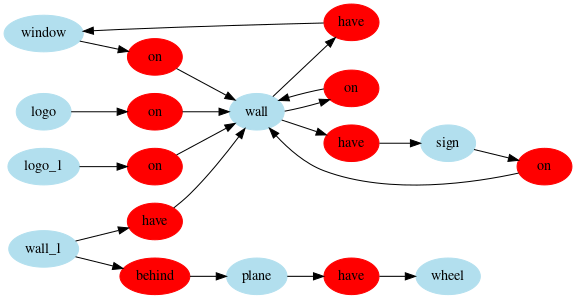 have
window
on
on
logo
on
wall
have
sign
logo_1
on
on
have
wall_1
behind
plane
have
wheel